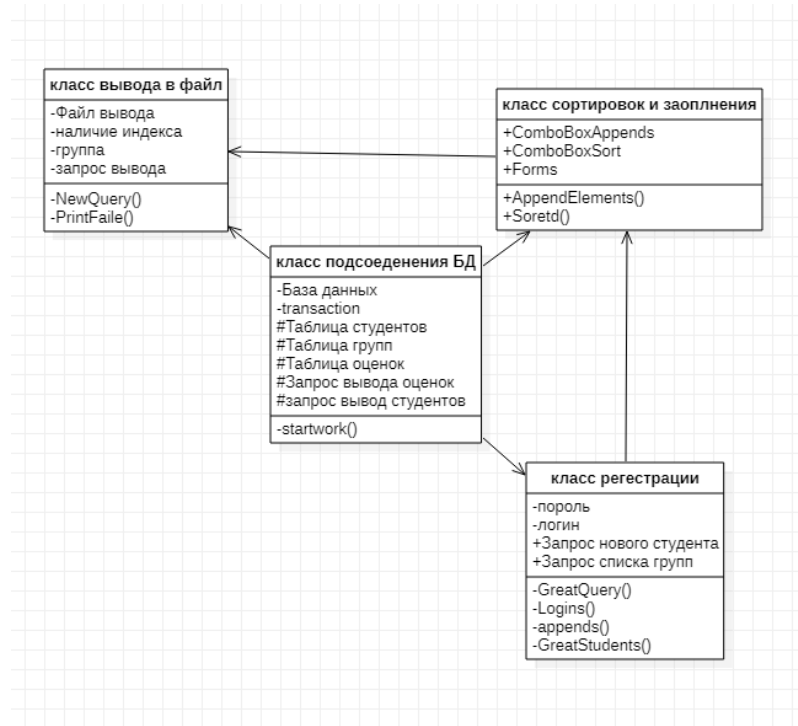 класс вывода в файл
-Файл вывода
-наличие индекса
-группа
-запрос вывода
-NewQuery()
-PrintFaile()
класс сортировок и заоплнения
+ComboBoxAppends
+ComboBoxSort
+Forms
+AppendElements()
+Soretd()
класс подсоеденения БД
-База данных
-transaction
#Таблица студентов
#Таблица групп
#Таблица оценок
#Запрос вывода оценок
#запрос вывод студентов
-startwork()
класс регестрации
-пороль
-логин
+Запрос нового студента
+Запрос списка групп
-GreatQuery()
-Logins()
-appends()
-GreatStudents()